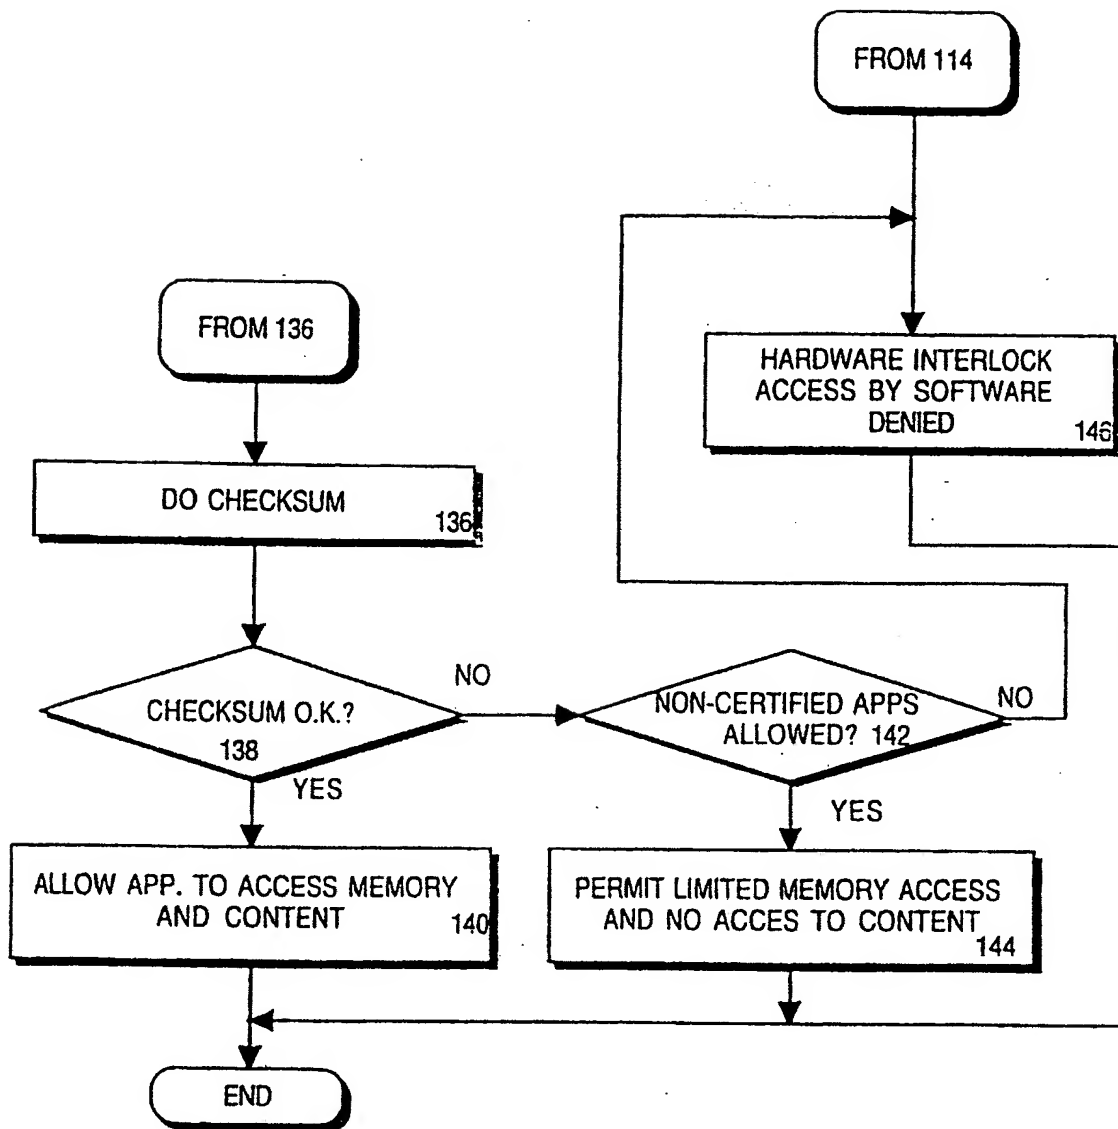 FROM 114
FROM 136
HARDWARE INTERLOCK
ACCESS BY SOFTWARE
DENIED
146
DO CHECKSUM
136
CHECKSUM O.K.?
138
NO
NON-CERTIFIED APPS
ALLOWED? 142
NO
YES
YES
ALLOW APP. TO ACCESS MEMORY
AND CONTENT
140
PERMIT LIMITED MEMORY ACCESS
AND NO ACCES TO CONTENT
144
END